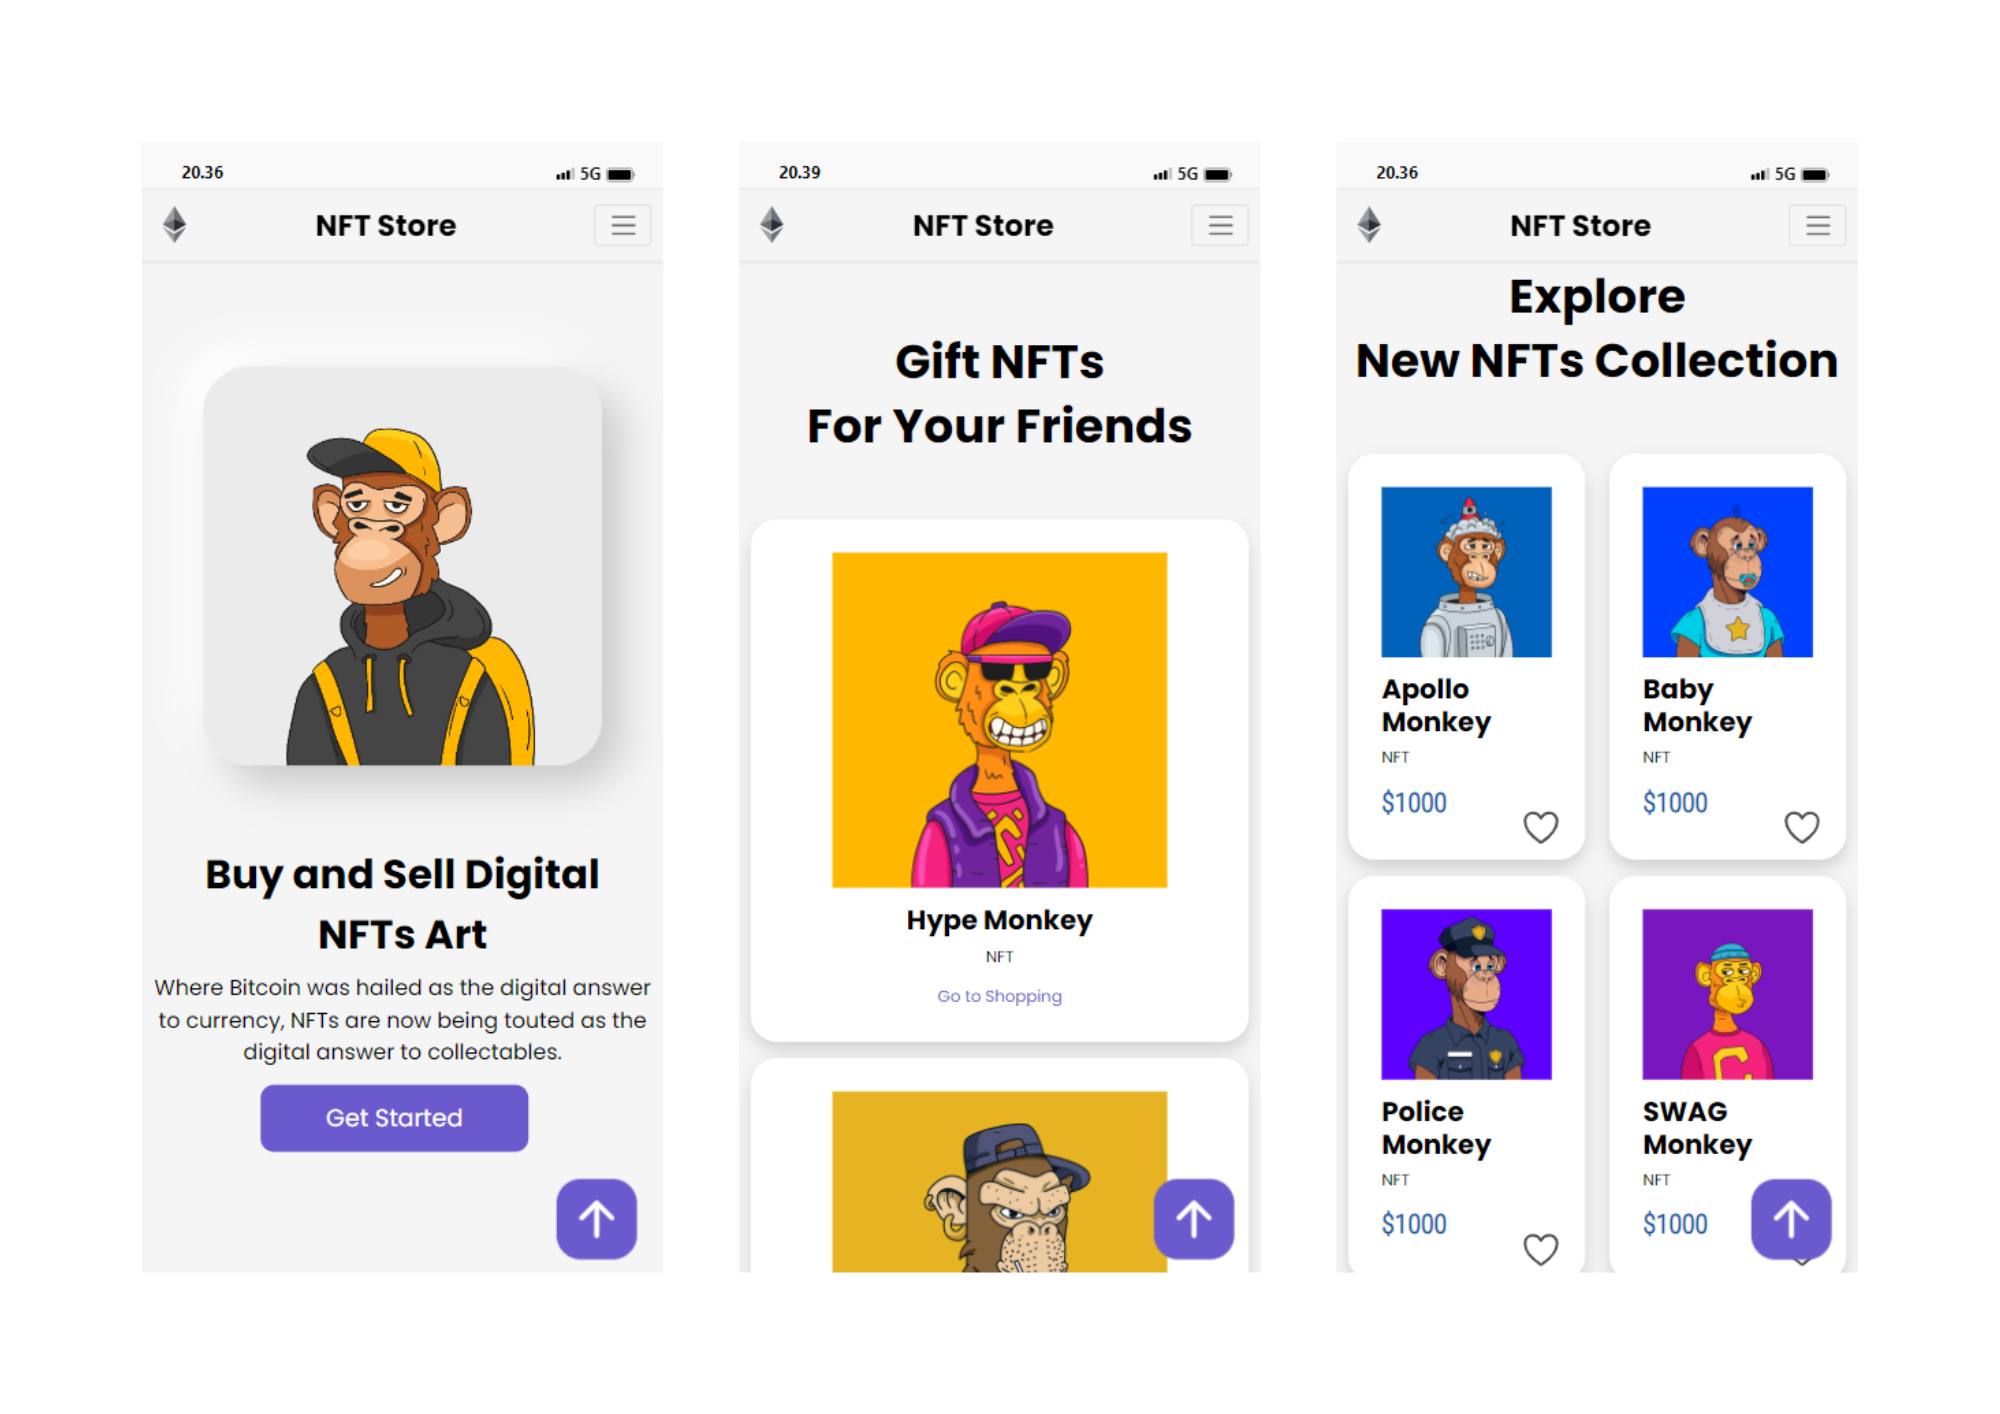 20.36
5G
NFT Store
Buy and Sell Digital
NFTs Art
Where Bitcoin was hailed as the digital answer
to currency, NFTs are now being touted as the
digital answer to collectables.
Get Started
20.39
5G
NFT Store
Gift NFTs
For Your Friends
Hype Monkey
NFT
Go to Shopping
20.36
5G
NFT Store
Explore
New NFTs Collection
Apollo
Monkey
NFT
$1000
Baby
Monkey
NFT
$1000
Police
Monkey
NFT
$1000
SWAG
Monkey
NFT
$1000